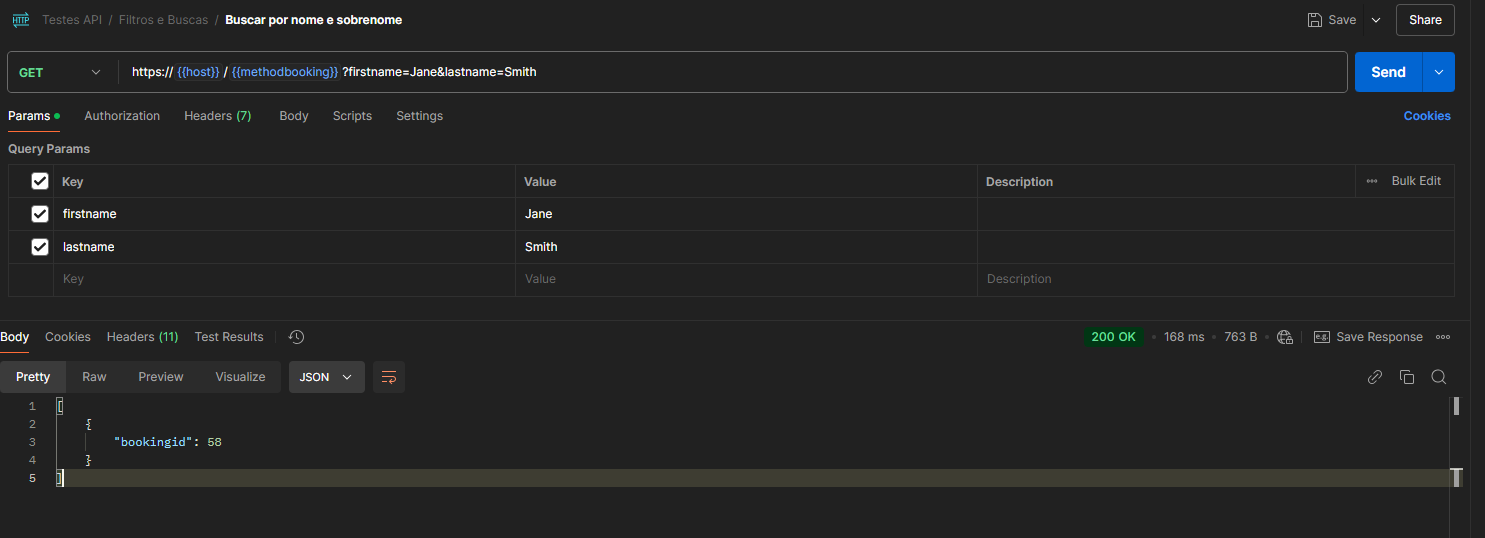 HTTP Testes API / Filtros e Buscas / Buscar por nome e sobrenome Save Share
GET https:// {{host}} / {{methodbooking}} ?firstname=Jane&lastname=Smith Send
Params Authorization Headers (7) Body Scripts Settings Cookies
Query Params
Key Value Description Bulk Edit
firstname Jane
lastname Smith
Key Value Description
Body Cookies Headers (11) Test Results 200 OK 168 ms 763 B e.g. Save Response
Pretty Raw Preview Visualize JSON
1 [
2 {
3 "bookingid": 58
4 }
5 ]